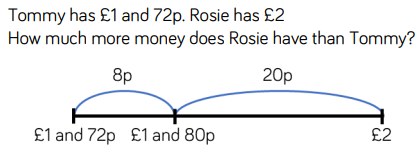 Tommy has £1 and 72p. Rosie has £2
How much more money does Rosie have than Tommy?
8p 20p
£1 and 72p £1 and 80p £2